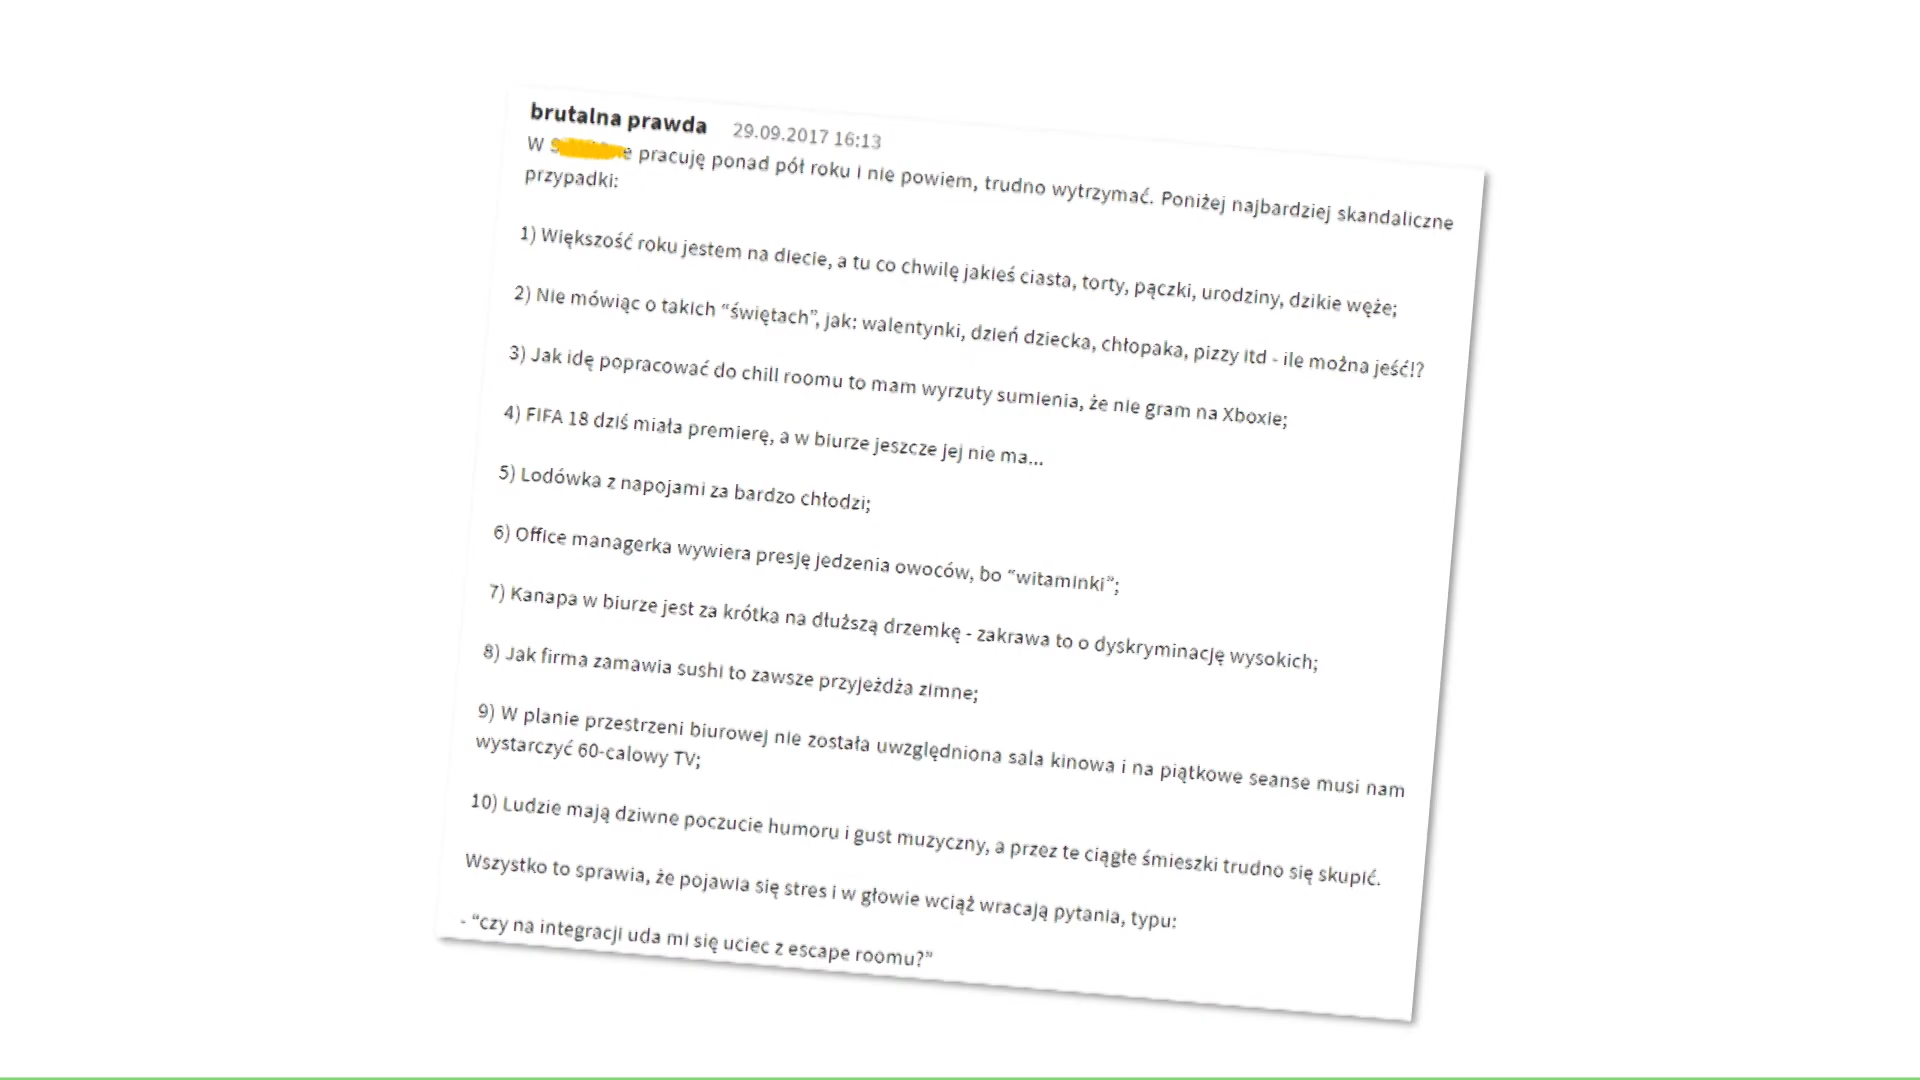 brutalna prawda 29.09.2017 16:13
W pracuję ponad pół roku i nie powiem, trudno wytrzymać. Poniżej najbardziej skandaliczne
przypadki:
1) Większość roku jestem na diecie, a tu co chwilę jakieś ciasta, torty, pączki, urodziny, dzikie węże;
2) Nie mówiąc o takich “świętach”, jak: walentynki, dzień dziecka, chłopaka, pizzy itd - ile można jeść!?
3) Jak idę popracować do chill roomu to mam wyrzuty sumienia, że nie gram na Xboxie;
4) FIFA 18 dziś miała premierę, a w biurze jeszcze jej nie ma...
5) Lodówka z napojami za bardzo chłodzi;
6) Office managerka wywiera presję jedzenia owoców, bo “witaminki”;
7) Kanapa w biurze jest za krótka na dłuższą drzemkę - zakrawa to o dyskryminację wysokich;
8) Jak firma zamawia sushi to zawsze przyjeżdża zimne;
9) W planie przestrzeni biurowej nie została uwzględniona sala kinowa i na piątkowe seanse musi nam
wystarczyć 60-calowy TV;
10) Ludzie mają dziwne poczucie humoru i gust muzyczny, a przez te ciągłe śmieszki trudno się skupić.
Wszystko to sprawia, że pojawia się stres i w głowie wciąż wracają pytania, typu:
- “czy na integracji uda mi się uciec z escape roomu?”